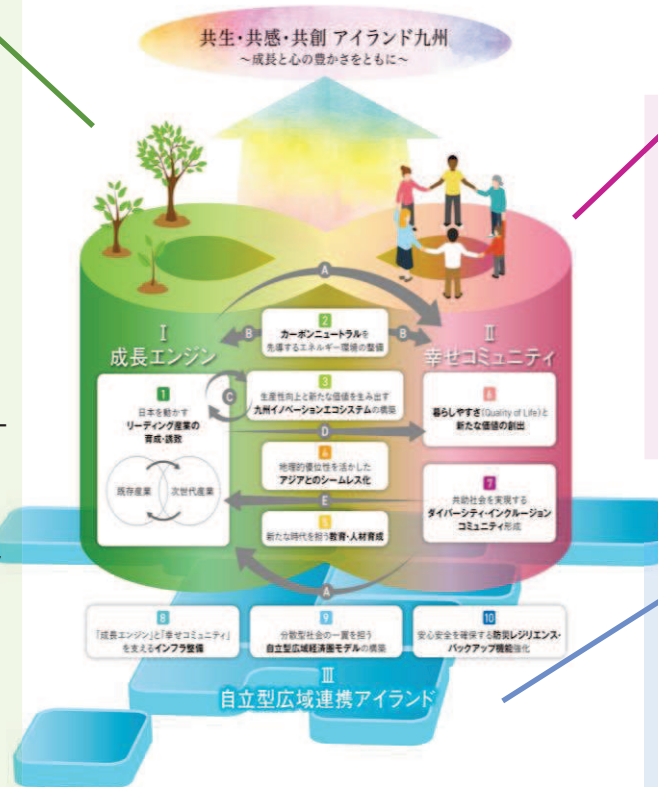 共生・共感・共創 アイランド九州
～成長と心の豊かさをともに～
A
Ⅰ
成長エンジン
B
2
カーボンニュートラルを
先導するエネルギー環境の整備
B
Ⅱ
幸せコミュニティ
1
日本を動かす
リーディング産業の
育成・誘致
既存産業
次世代産業
C
3
生産性向上と新たな価値を生み出す
九州イノベーションエコシステムの構築
D
6
暮らしやすさ(Quality of Life)と
新たな価値の創出
4
地理的優位性を活かした
アジアとのシームレス化
E
7
共助社会を実現する
ダイバーシティ・インクルージョン
コミュニティ形成
5
新たな時代を担う教育・人材育成
A
8
「成長エンジン」と「幸せコミュニティ」
を支えるインフラ整備
9
分散型社会の一翼を担う
自立型広域経済圏モデルの構築
10
安心安全を確保する防災レジリエンス・
バックアップ機能強化
Ⅲ
自立型広域連携アイランド